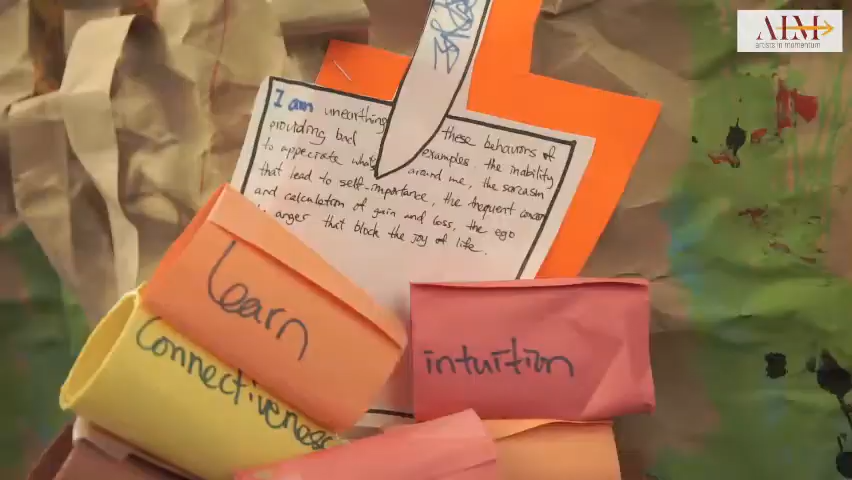 AIM
artists in momentum
I am unearthing these behaviors of
providing bad examples, the inability
to appreciate what around me, the sarcasm
that lead to self-importance, the frequent
and calculation of gain and loss, the ego
anger that block the joy of life.
Learn
Connectiveness
intuition